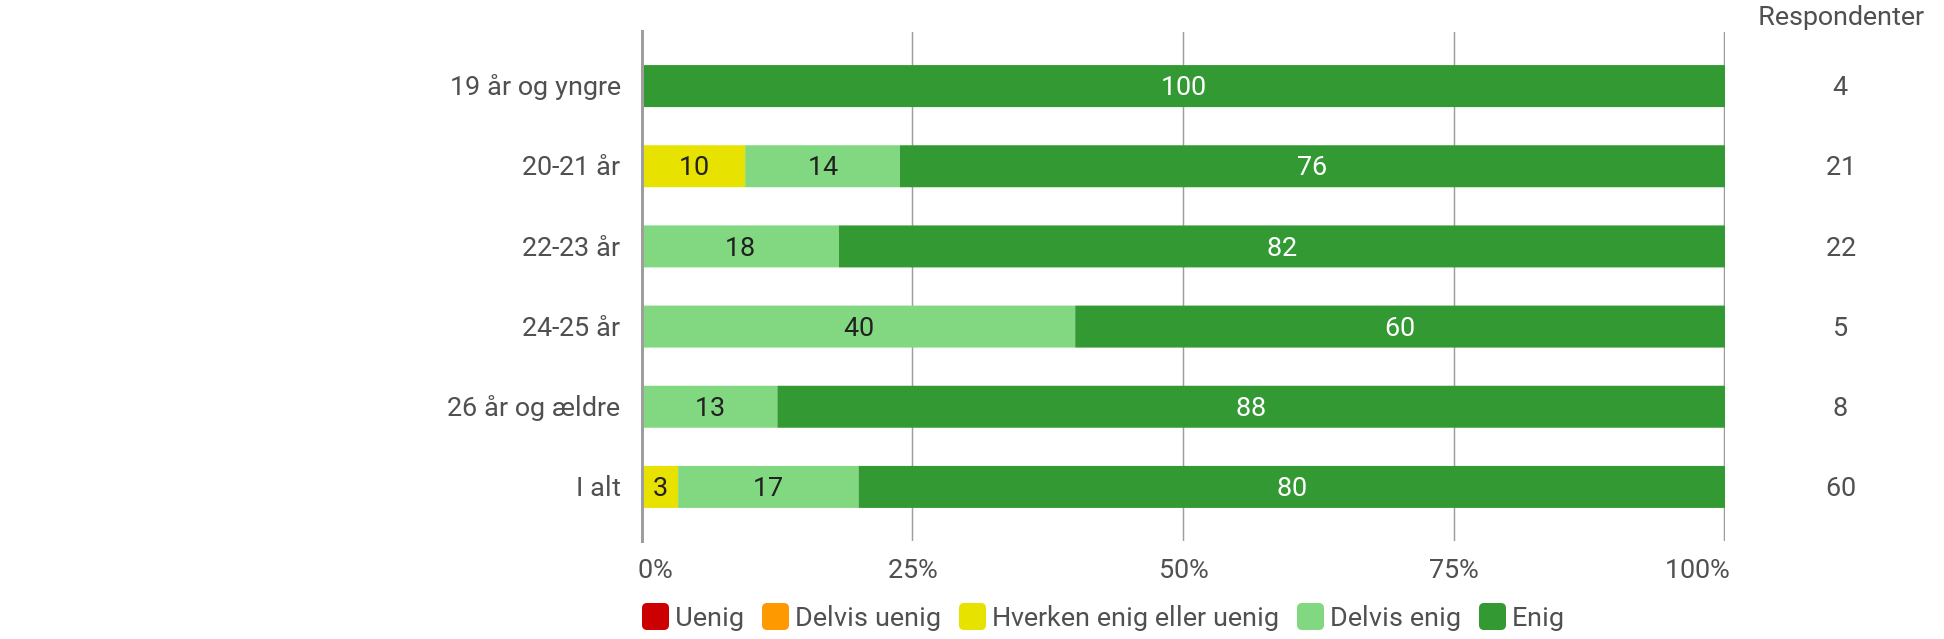 Respondenter
19 år og yngre 100 4
20-21 år 10 14 76 21
22-23 år 18 82 22
24-25 år 40 60 5
26 år og ældre 13 88 8
I alt 3 17 80 60
0% 25% 50% 75% 100%
Uenig Delvis uenig Hverken enig eller uenig Delvis enig Enig